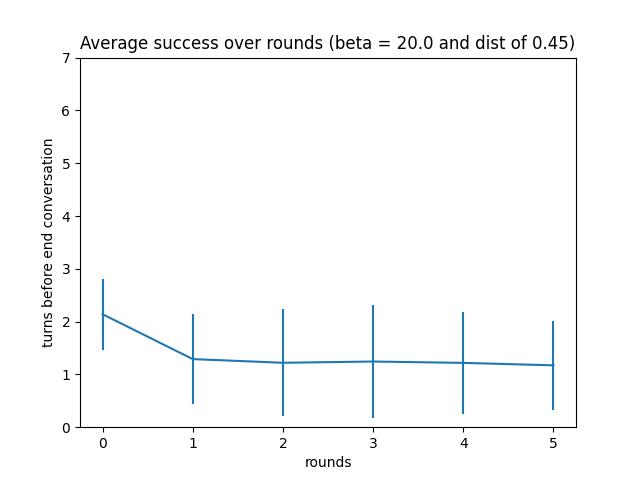 Average success over rounds (beta = 20.0 and dist of 0.45)
7
6
5
4
3
2
1
0
turns before end conversation
0 1 2 3 4 5
rounds